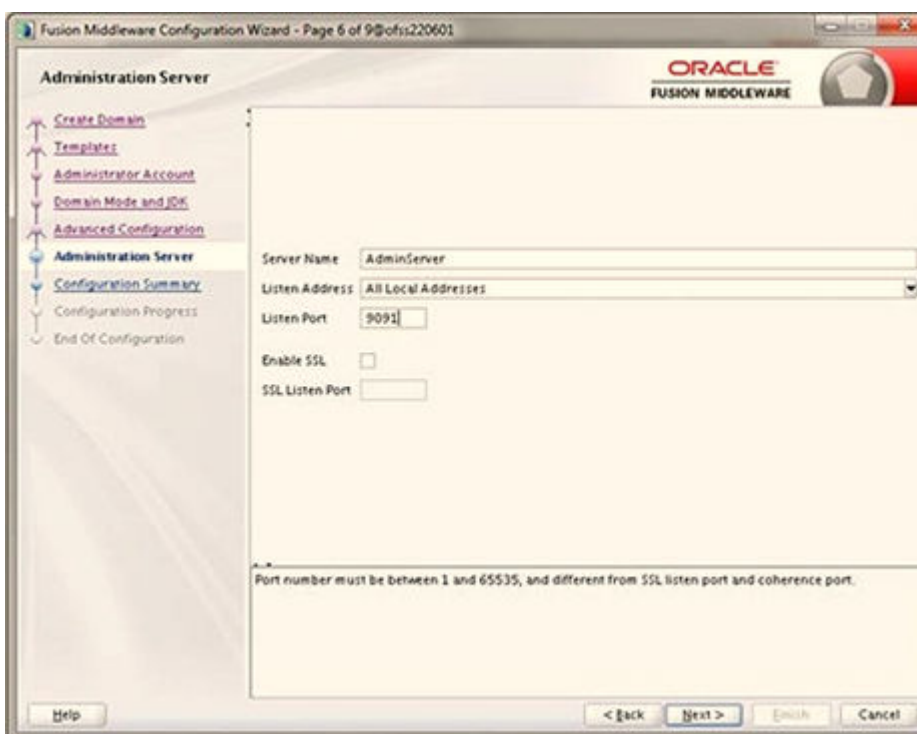 Fusion Middleware Configuration Wizard - Page 6 of 9@ofss220601
Administration Server
ORACLE
FUSION MIDDLEWARE
Create Domain
Templates
Administrator Account
Domain Mode and JDK
Advanced Configuration
Administration Server
Configuration Summary
Configuration Progress
End Of Configuration
Server Name AdminServer
Listen Address All Local Addresses
Listen Port 9091
Enable SSL
SSL Listen Port
Port number must be between 1 and 65535, and different from SSL listen port and coherence port.
Help < Back Next > Finish Cancel